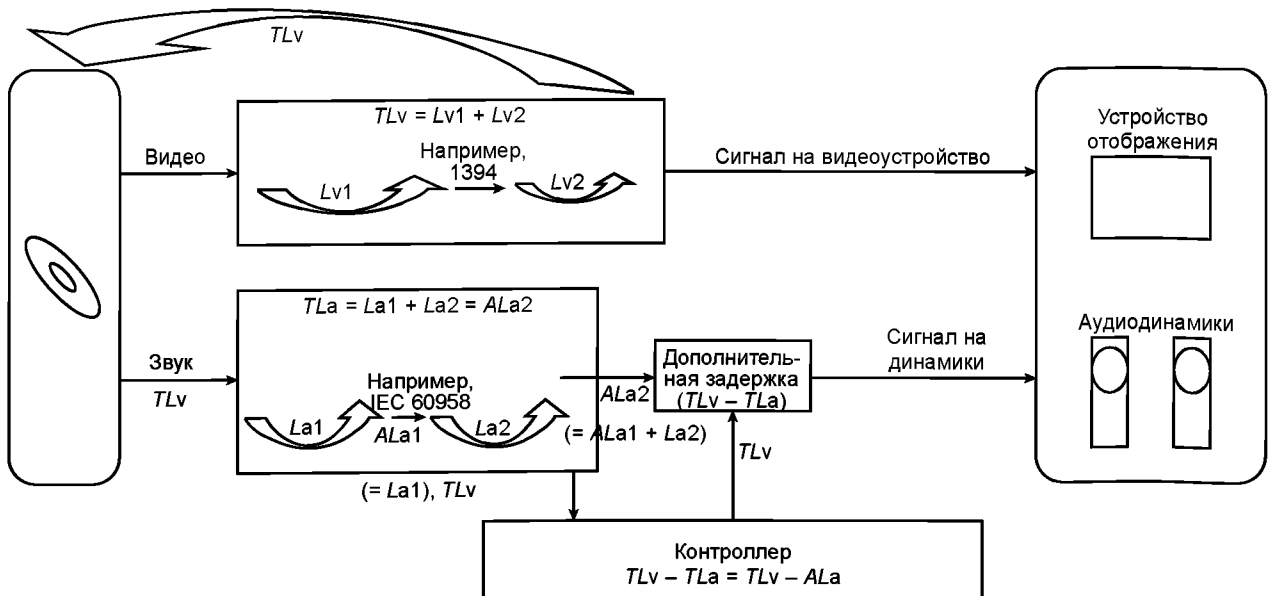 TLv
TLv = Lv1 + Lv2
Видео
Например,
1394
Lv1
Lv2
Сигнал на видеоустройство
Устройство
отображения
TLa = La1 + La2 = ALa2
Звук
TLv
Например,
IEC 60958
La1
ALa1
La2
ALa2
(= ALa1 + La2)
Дополнитель-
ная задержка
(TLv – TLa)
Сигнал на
динамики
Аудиодинамики
(= La1), TLv
TLv
Контроллер
TLv – TLa = TLv – ALa